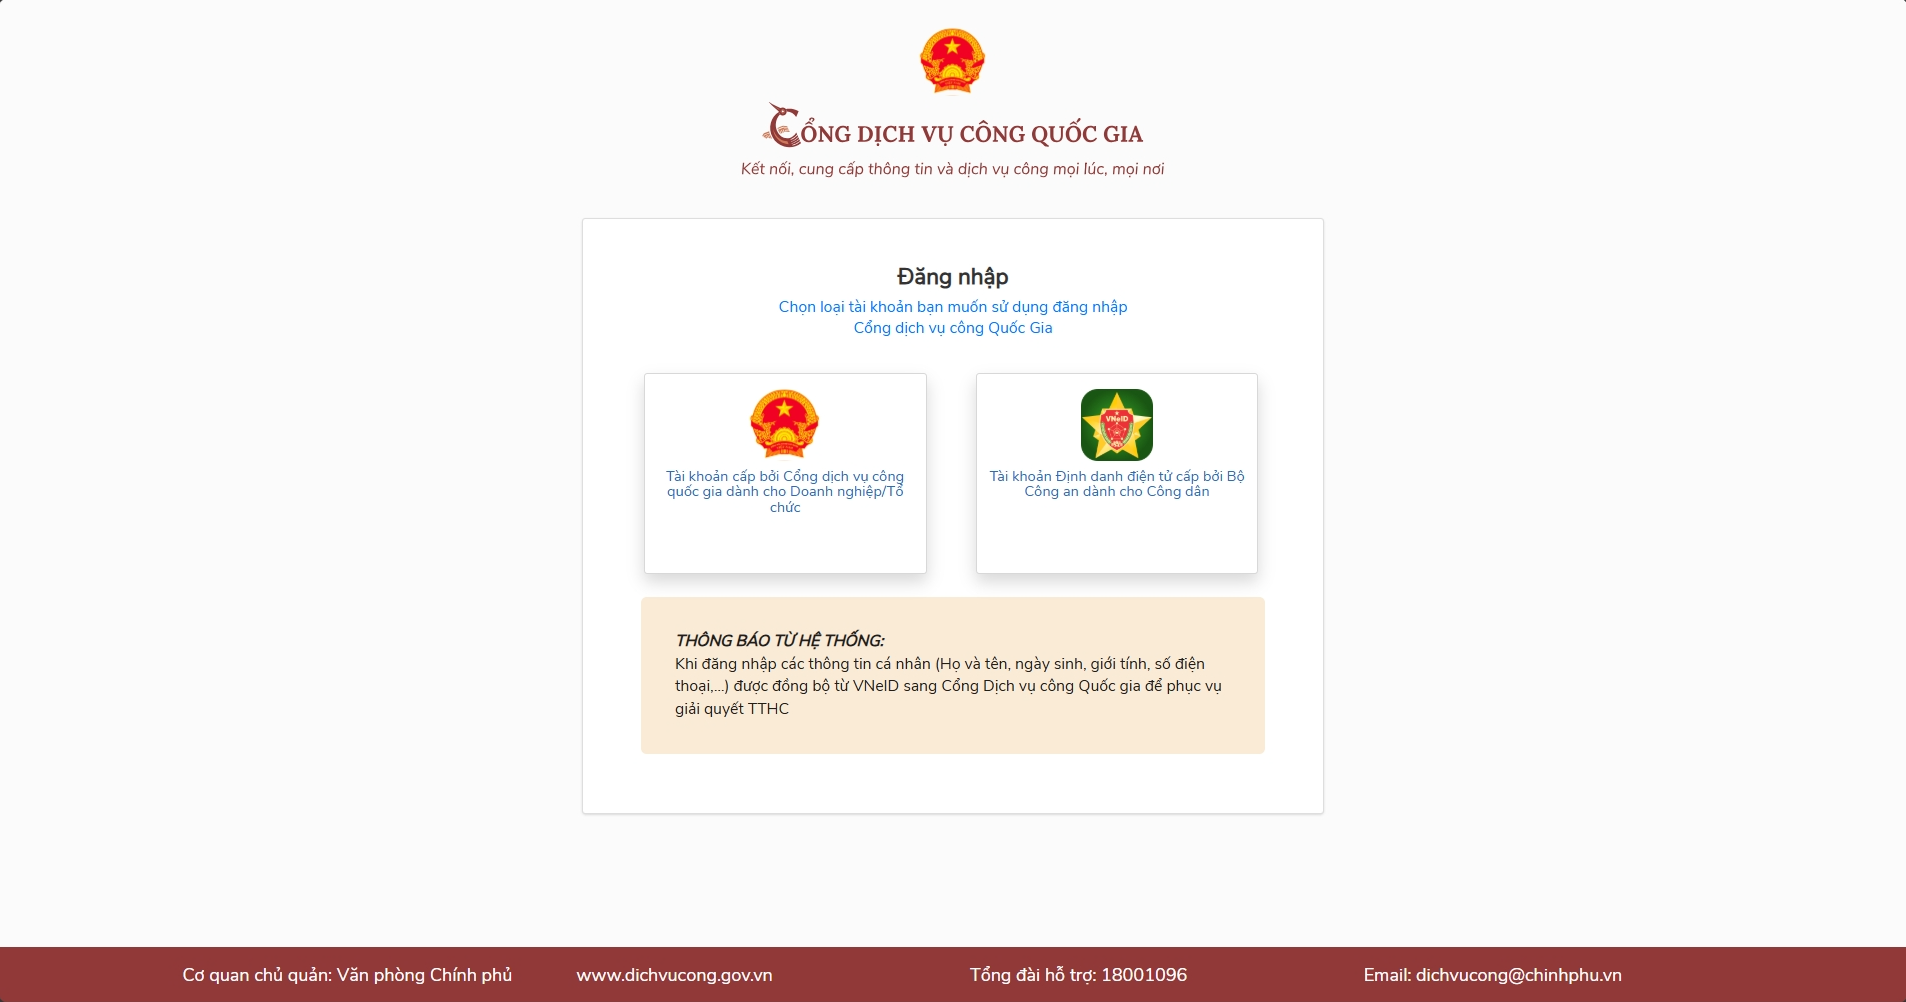 CỔNG DỊCH VỤ CÔNG QUỐC GIA
Kết nối, cung cấp thông tin và dịch vụ công mọi lúc, mọi nơi
Đăng nhập
Chọn loại tài khoản bạn muốn sử dụng đăng nhập
Cổng dịch vụ công Quốc Gia
Tài khoản cấp bởi Cổng dịch vụ công
quốc gia dành cho Doanh nghiệp/Tổ
chức
VNeID
Tài khoản Định danh điện tử cấp bởi Bộ
Công an dành cho Công dân
THÔNG BÁO TỪ HỆ THỐNG:
Khi đăng nhập các thông tin cá nhân (Họ và tên, ngày sinh, giới tính, số điện
thoại,...) được đồng bộ từ VNeID sang Cổng Dịch vụ công Quốc gia để phục vụ
giải quyết TTHC
Cơ quan chủ quản: Văn phòng Chính phủ
www.dichvucong.gov.vn
Tổng đài hỗ trợ: 18001096
Email: dichvucong@chinhphu.vn